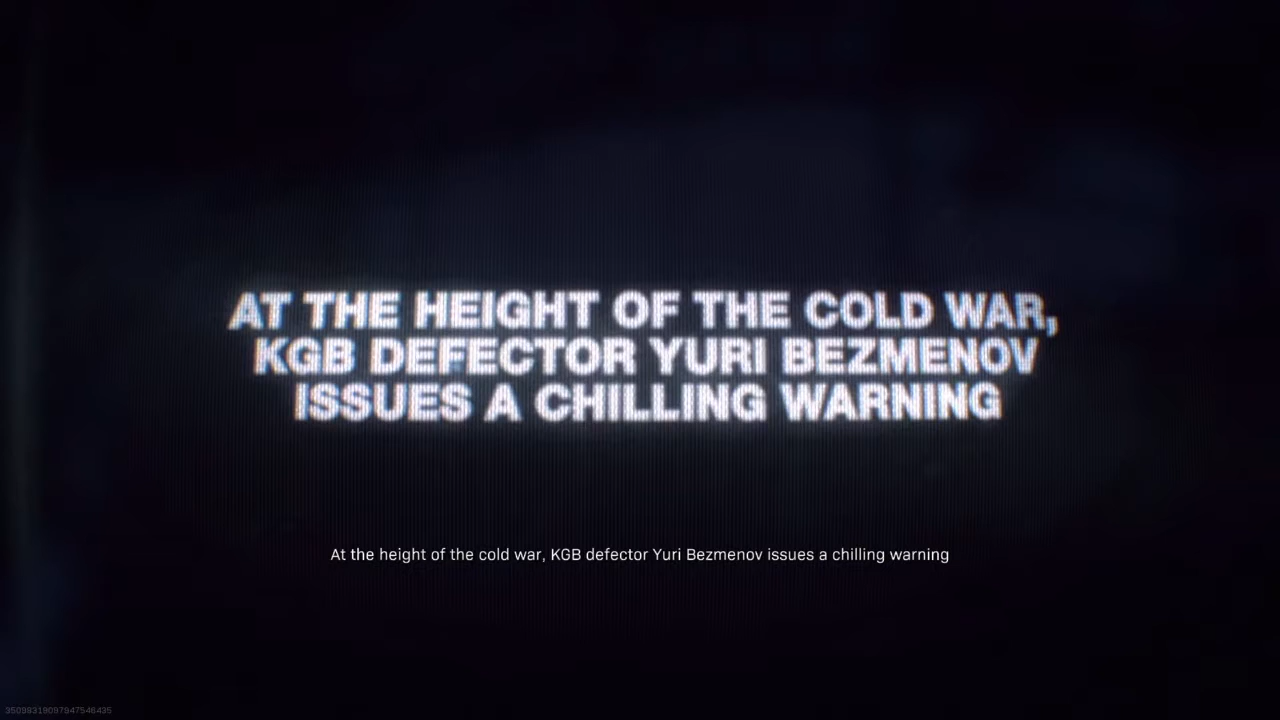 AT THE HEIGHT OF THE COLD WAR,
KGB DEFECTOR YURI BEZMENOV
ISSUES A CHILLING WARNING
At the height of the cold war, KGB defector Yuri Bezmenov issues a chilling warning